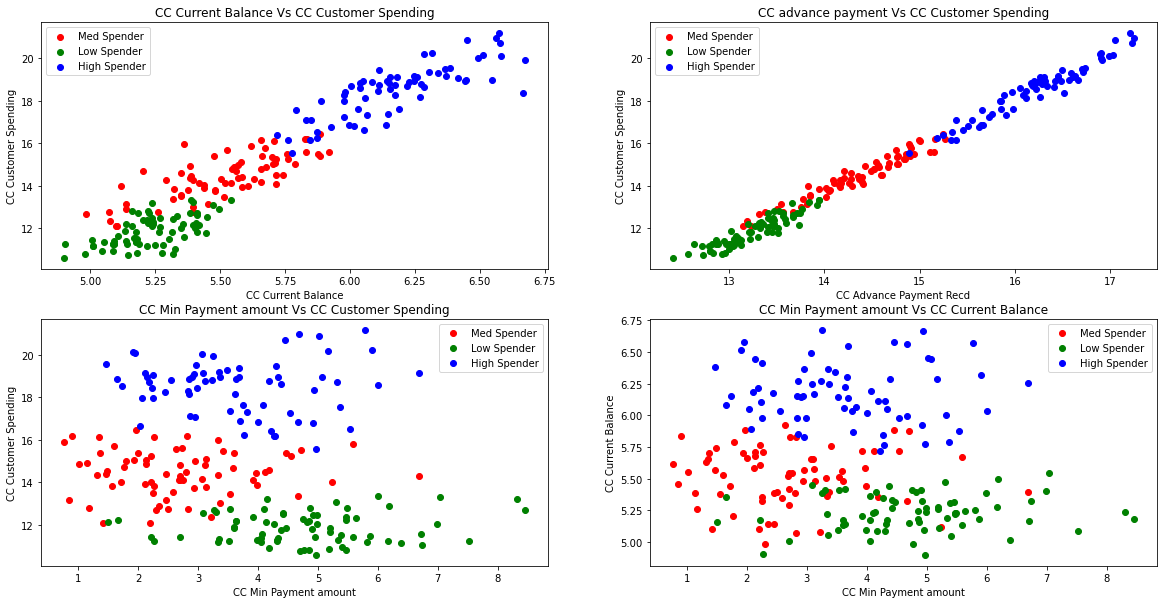 CC Current Balance Vs CC Customer Spending
Med Spender
Low Spender
High Spender
CC Customer Spending
20
18
16
14
12
5.00 5.25 5.50 5.75 6.00 6.25 6.50 6.75
CC Current Balance
CC advance payment Vs CC Customer Spending
Med Spender
Low Spender
High Spender
CC Customer Spending
20
18
16
14
12
13 14 15 16 17
CC Advance Payment Recd
CC Min Payment amount Vs CC Customer Spending
Med Spender
Low Spender
High Spender
CC Customer Spending
20
18
16
14
12
1 2 3 4 5 6 7 8
CC Min Payment amount
CC Min Payment amount Vs CC Current Balance
Med Spender
Low Spender
High Spender
CC Current Balance
6.75
6.50
6.25
6.00
5.75
5.50
5.25
5.00
1 2 3 4 5 6 7 8
CC Min Payment amount